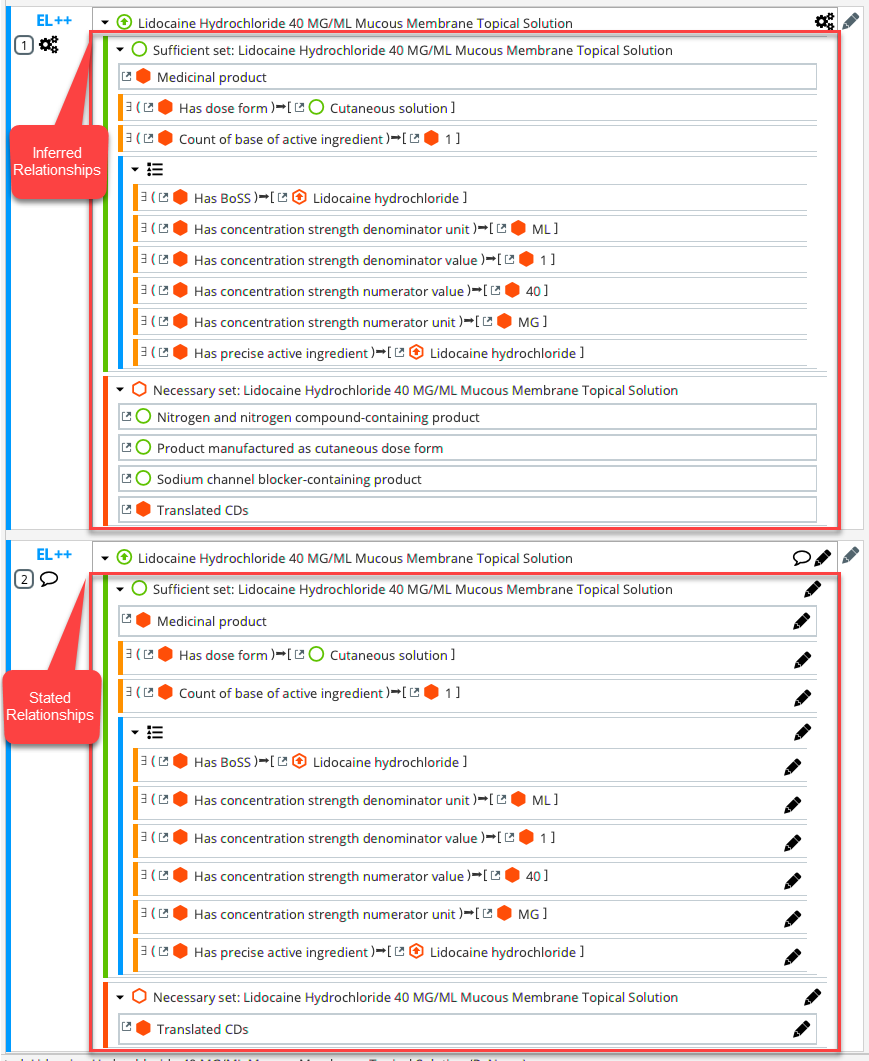 EL++
Lidocaine Hydrochloride 40 MG/ML Mucous Membrane Topical Solution
1
Sufficient set: Lidocaine Hydrochloride 40 MG/ML Mucous Membrane Topical Solution
Medicinal product
∃ ( Has dose form )➞[ Cutaneous solution ]
∃ ( Count of base of active ingredient )➞[ 1 ]
Inferred
Relationships
∃ ( Has BoSS )➞[ Lidocaine hydrochloride ]
∃ ( Has concentration strength denominator unit )➞[ ML ]
∃ ( Has concentration strength denominator value )➞[ 1 ]
∃ ( Has concentration strength numerator value )➞[ 40 ]
∃ ( Has concentration strength numerator unit )➞[ MG ]
∃ ( Has precise active ingredient )➞[ Lidocaine hydrochloride ]
Necessary set: Lidocaine Hydrochloride 40 MG/ML Mucous Membrane Topical Solution
Nitrogen and nitrogen compound-containing product
Product manufactured as cutaneous dose form
Sodium channel blocker-containing product
Translated CDs
EL++
Lidocaine Hydrochloride 40 MG/ML Mucous Membrane Topical Solution
2
Sufficient set: Lidocaine Hydrochloride 40 MG/ML Mucous Membrane Topical Solution
Medicinal product
∃ ( Has dose form )➞[ Cutaneous solution ]
∃ ( Count of base of active ingredient )➞[ 1 ]
Stated
Relationships
∃ ( Has BoSS )➞[ Lidocaine hydrochloride ]
∃ ( Has concentration strength denominator unit )➞[ ML ]
∃ ( Has concentration strength denominator value )➞[ 1 ]
∃ ( Has concentration strength numerator value )➞[ 40 ]
∃ ( Has concentration strength numerator unit )➞[ MG ]
∃ ( Has precise active ingredient )➞[ Lidocaine hydrochloride ]
Necessary set: Lidocaine Hydrochloride 40 MG/ML Mucous Membrane Topical Solution
Translated CDs